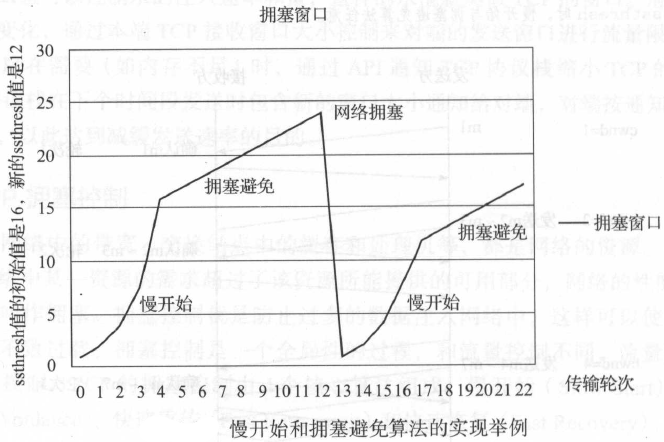 拥塞窗口
ssthresh值的初始值是16，新的ssthresh值是12
30
25
20
15
10
5
0
网络拥塞
拥塞避免
慢开始
拥塞避免
慢开始
拥塞窗口
0 1 2 3 4 5 6 7 8 9 10 11 12 13 14 15 16 17 18 19 20 21 22
传输轮次
慢开始和拥塞避免算法的实现举例